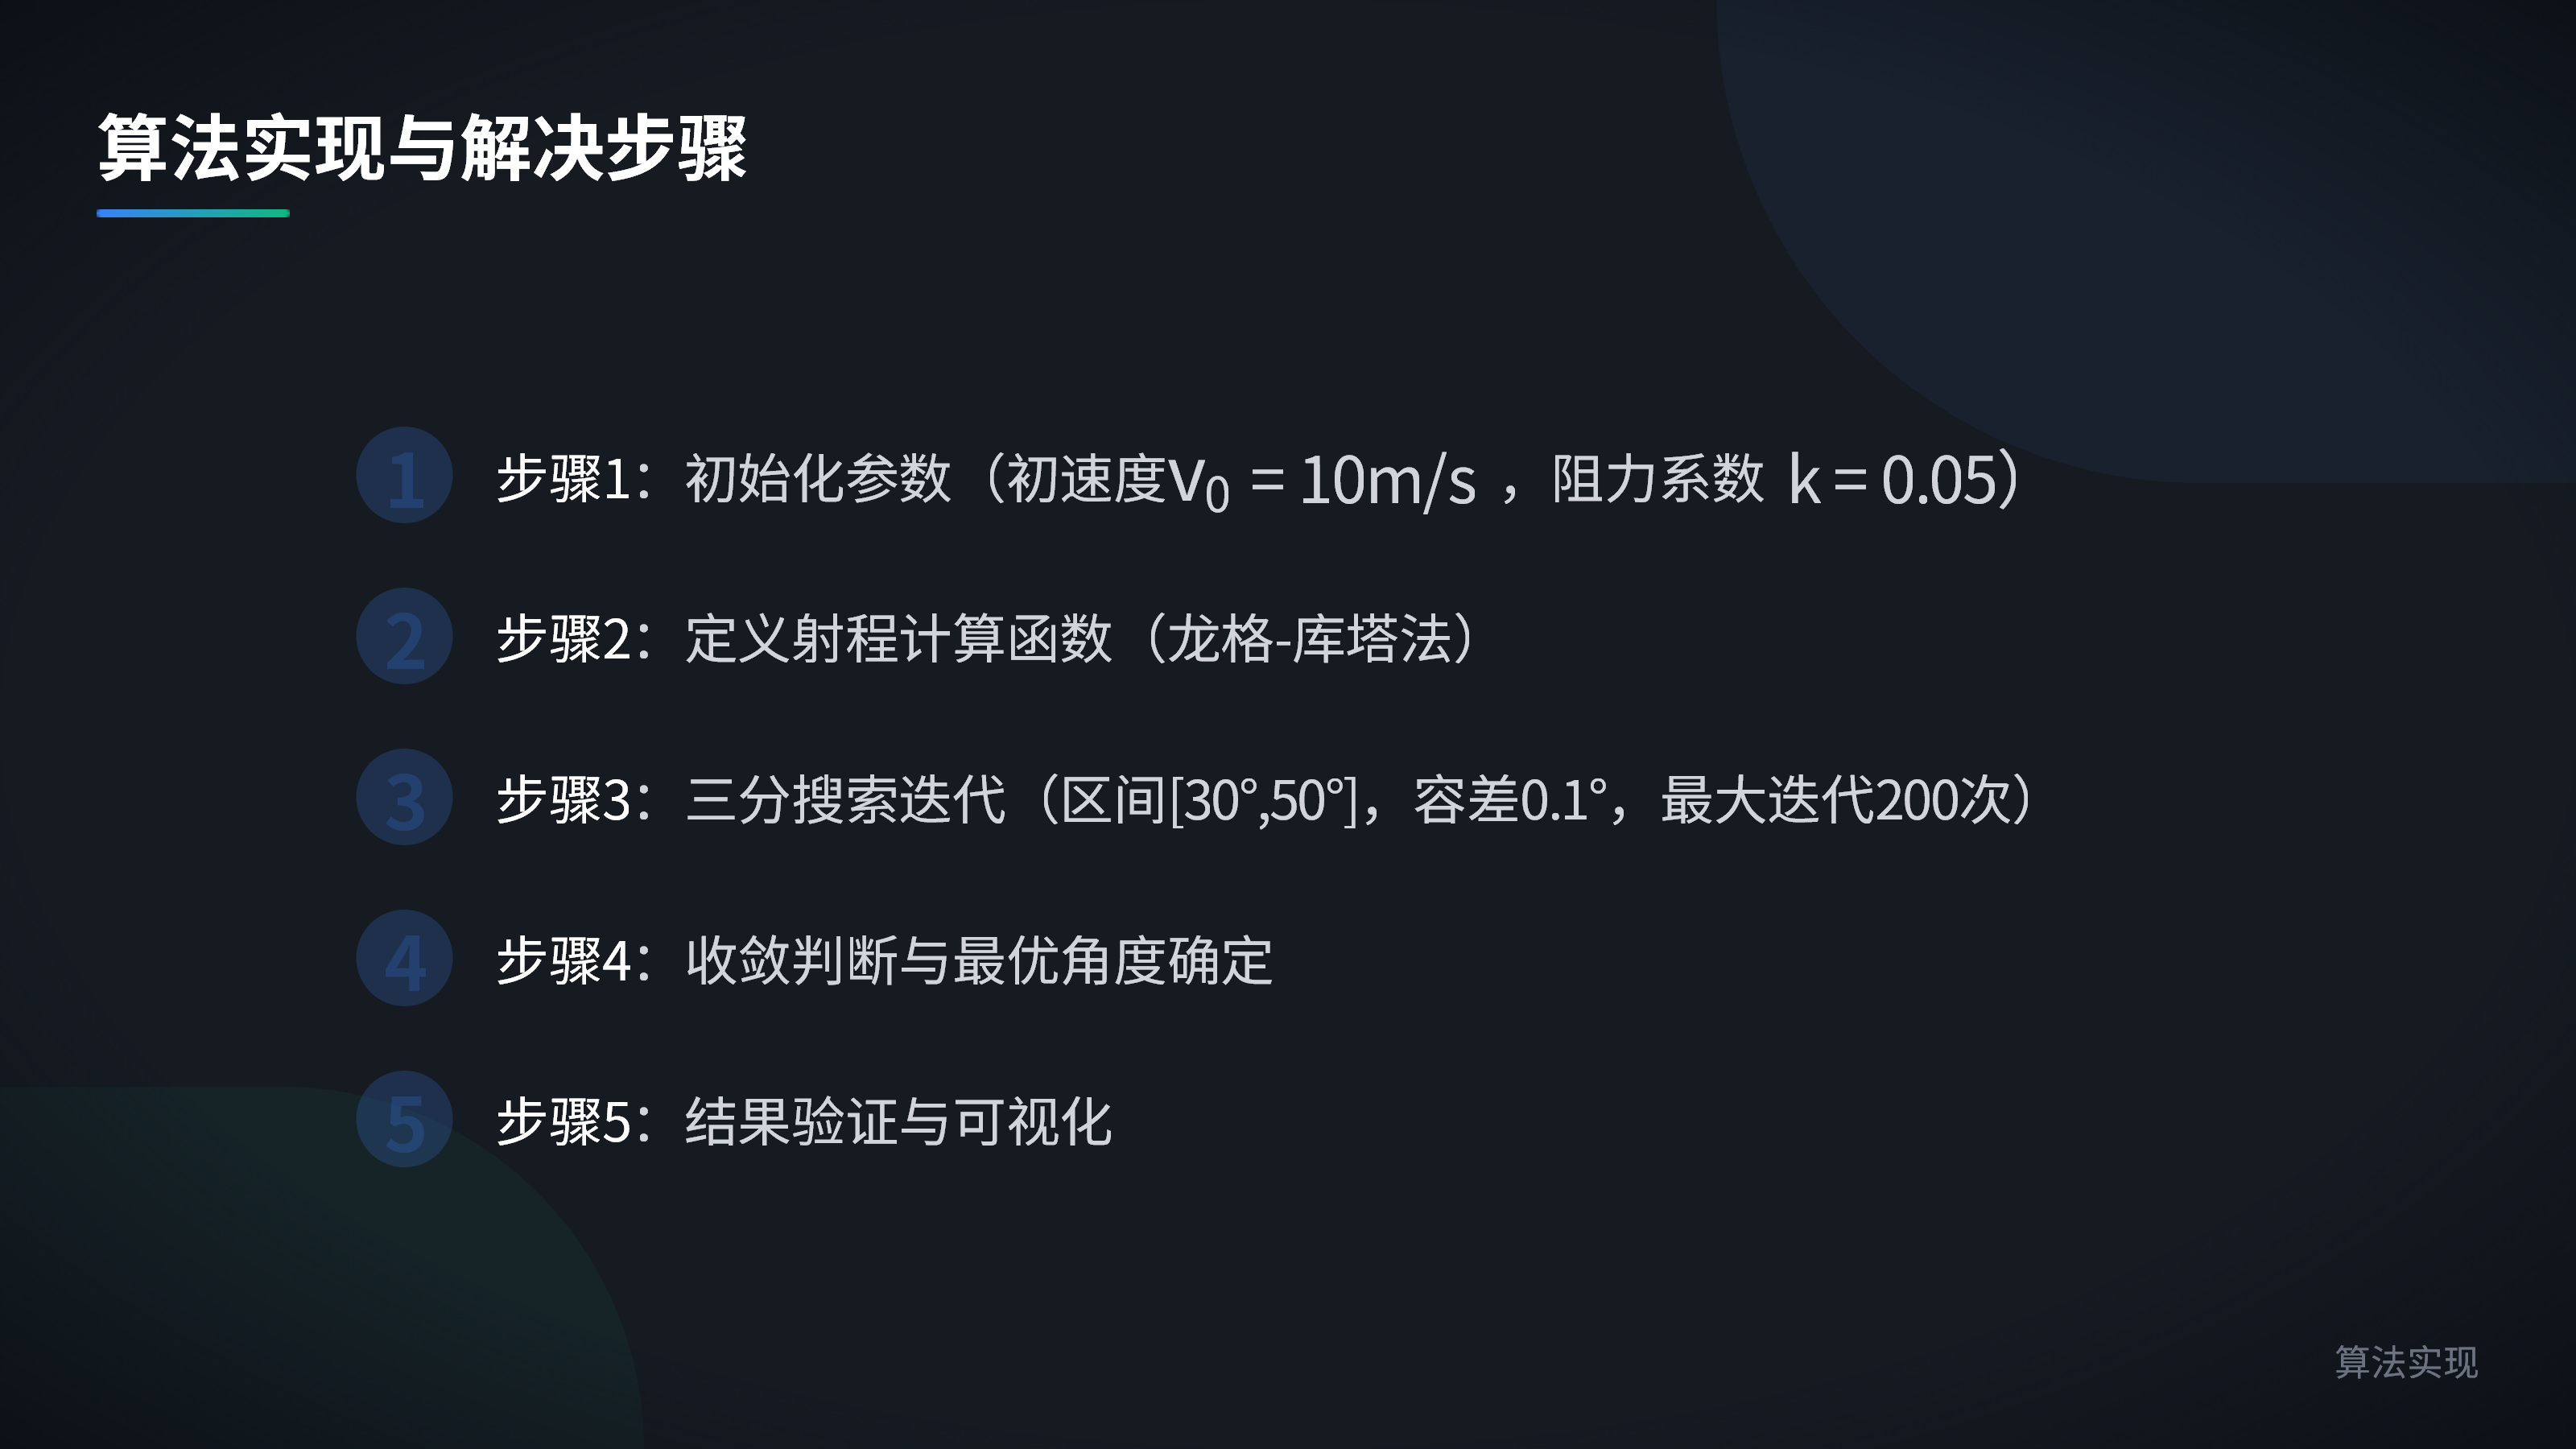 算法实现与解决步骤
1 步骤1：初始化参数（初速度v₀ = 10m/s ，阻力系数 k = 0.05）
2 步骤2：定义射程计算函数（龙格-库塔法）
3 步骤3：三分搜索迭代（区间[30°,50°]，容差0.1°，最大迭代200次）
4 步骤4：收敛判断与最优角度确定
5 步骤5：结果验证与可视化
算法实现